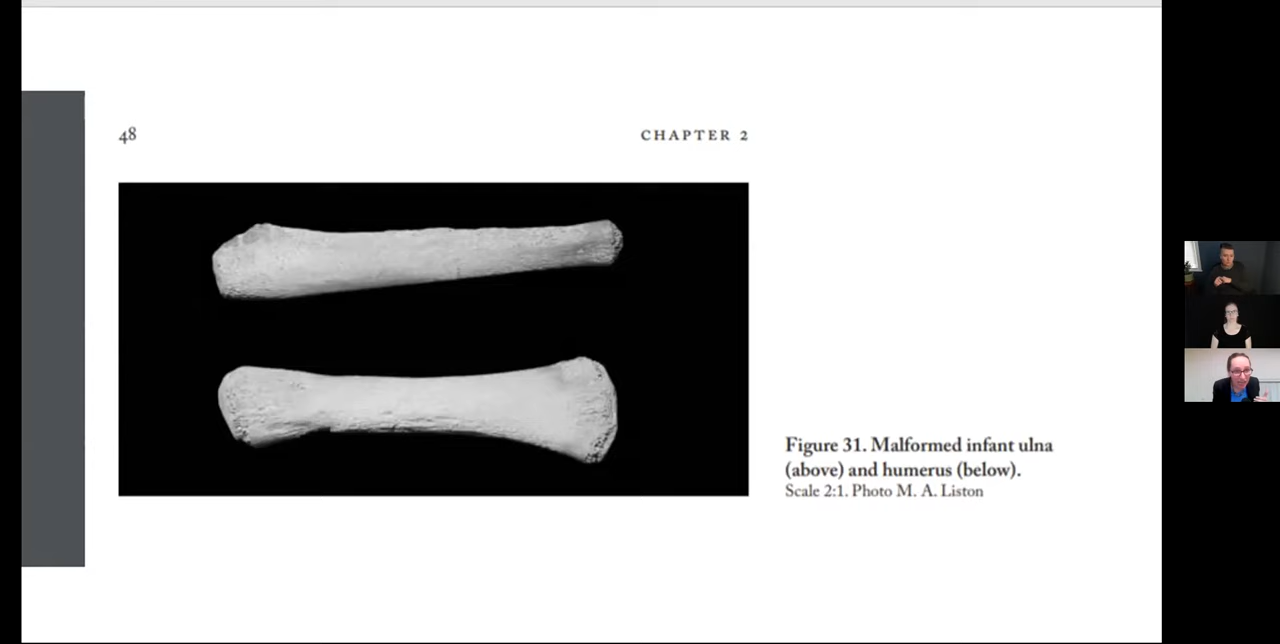 48
CHAPTER 2
Figure 31. Malformed infant ulna
(above) and humerus (below).
Scale 2:1. Photo M. A. Liston